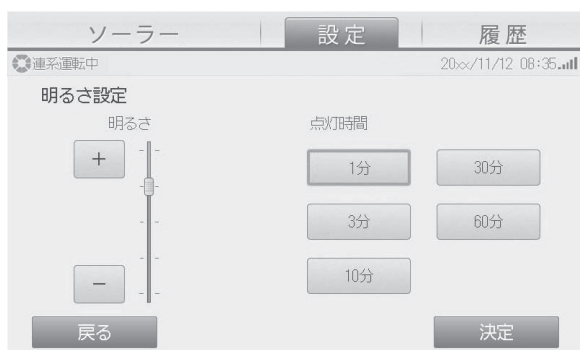 ソーラー 設定 履歴
連系運転中 20xx/11/12 08:35
明るさ設定
明るさ 点灯時間
+ 1分 30分
3分 60分
− 10分
戻る 決定